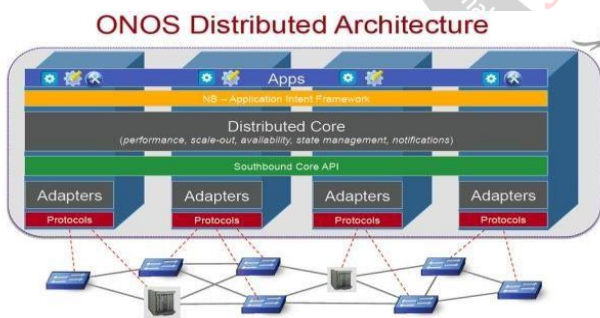 ONOS Distributed Architecture
Apps
NB – Application Intent Framework
Distributed Core
(performance, scale-out, availability, state management, notifications)
Southbound Core API
Adapters Adapters Adapters Adapters
Protocols Protocols Protocols Protocols